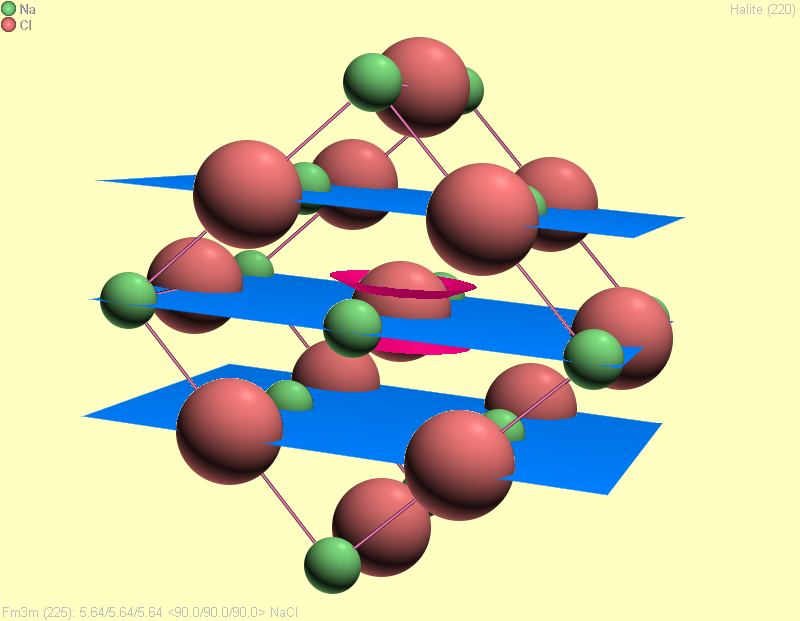 Na
Halite (220)
Cl
Fm3m (225): 5.64/5.64/5.64 <90.0/90.0/90.0> NaCl